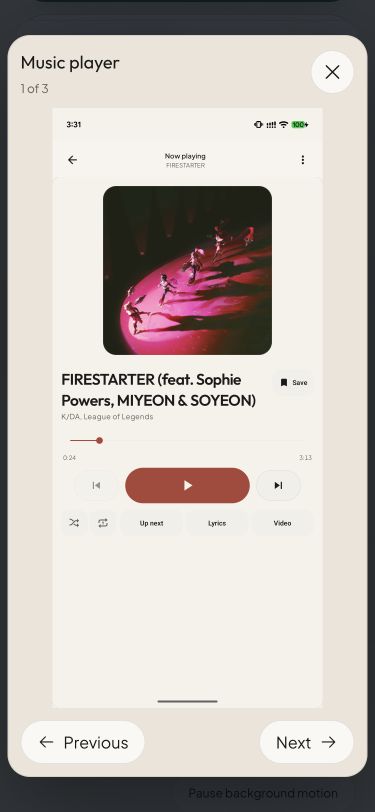 Music player
1 of 3
3:31
100
Now playing
FIRESTARTER
FIRESTARTER (feat. Sophie
Powers, MIYEON & SOYEON)
Save
K/DA, League of Legends
0:24
3:13
Up next
Lyrics
Video
Previous
Next
Pause background motion